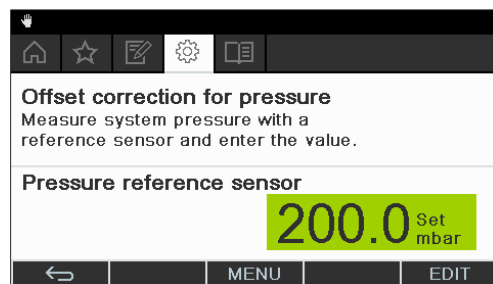 Offset correction for pressure
Measure system pressure with a
reference sensor and enter the value.
Pressure reference sensor
200.0 Set
mbar
MENU EDIT